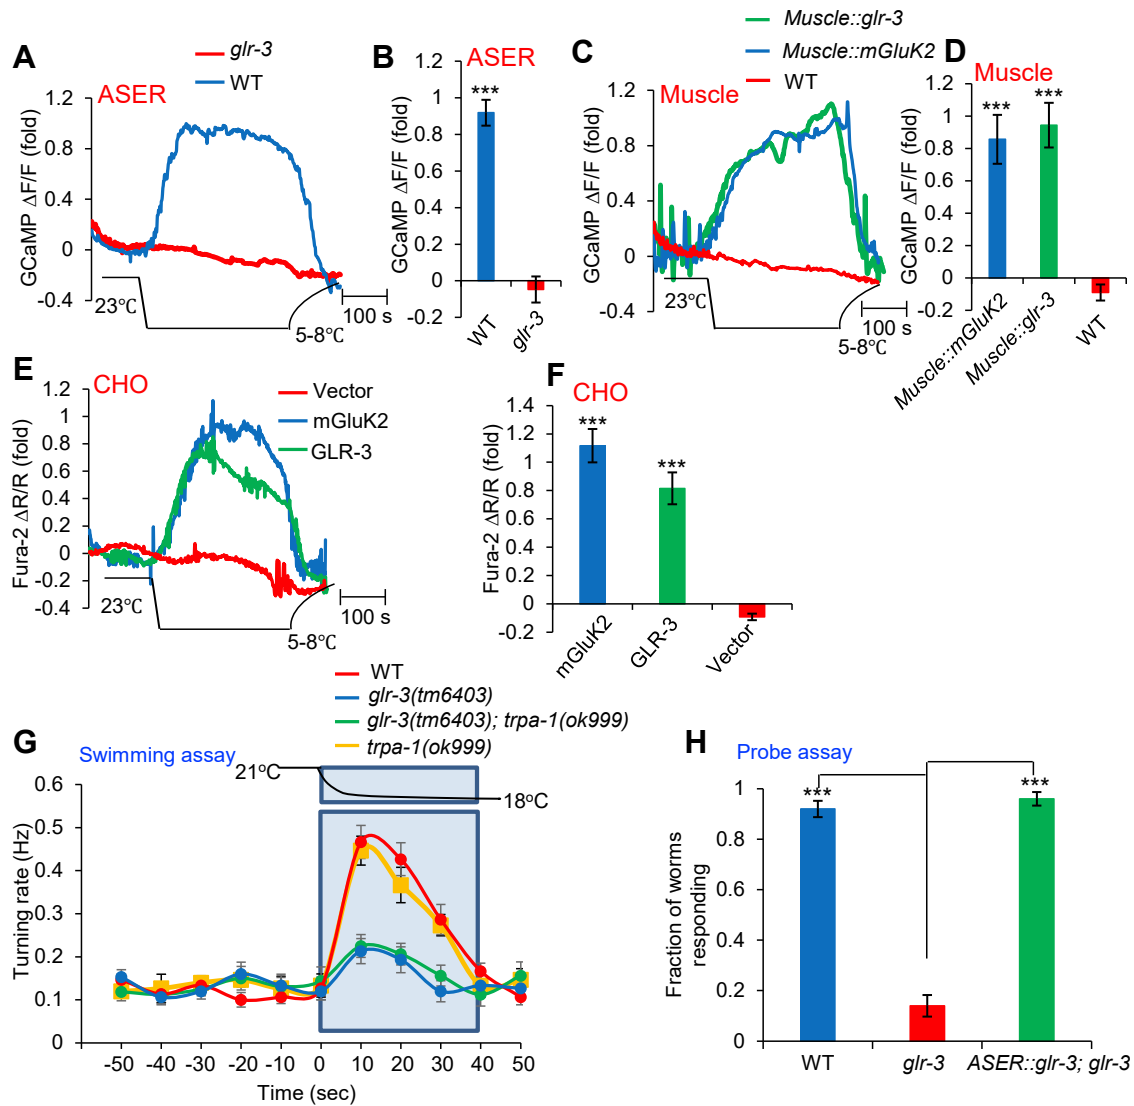 A
glr-3
WT
ASER
GCaMP ΔF/F (fold)
1.2
0.8
0.4
0
-0.4
23°C
5-8℃
100 s
B
ASER
GCaMP ΔF/F (fold)
1.2
1
0.8
0.6
0.4
0.2
0
-0.2
***
WT
glr-3
C
Muscle::glr-3
Muscle::mGluK2
WT
Muscle
GCaMP ΔF/F (fold)
1.2
0.8
0.4
0
-0.4
23℃
5-8℃
100 s
D
Muscle
GCaMP ΔF/F (fold)
1.2
1
0.8
0.6
0.4
0.2
0
-0.2
***
***
Muscle::mGluK2
Muscle::glr-3
WT
E
CHO
Vector
mGluK2
GLR-3
Fura-2 ΔR/R (fold)
1.2
1
0.8
0.6
0.4
0.2
0
-0.2
-0.4
23℃
5-8℃
100 s
F
CHO
Fura-2 ΔR/R (fold)
1.4
1.2
1
0.8
0.6
0.4
0.2
0
-0.2
***
***
mGluK2
GLR-3
Vector
WT
glr-3(tm6403)
glr-3(tm6403); trpa-1(ok999)
trpa-1(ok999)
G
Swimming assay
21°C
18°C
Turning rate (Hz)
0.6
0.5
0.4
0.3
0.2
0.1
0
-50 -40 -30 -20 -10 0 10 20 30 40 50
Time (sec)
H
Probe assay
Fraction of worms
responding
1
0.8
0.6
0.4
0.2
0
***
***
WT
glr-3
ASER::glr-3; glr-3